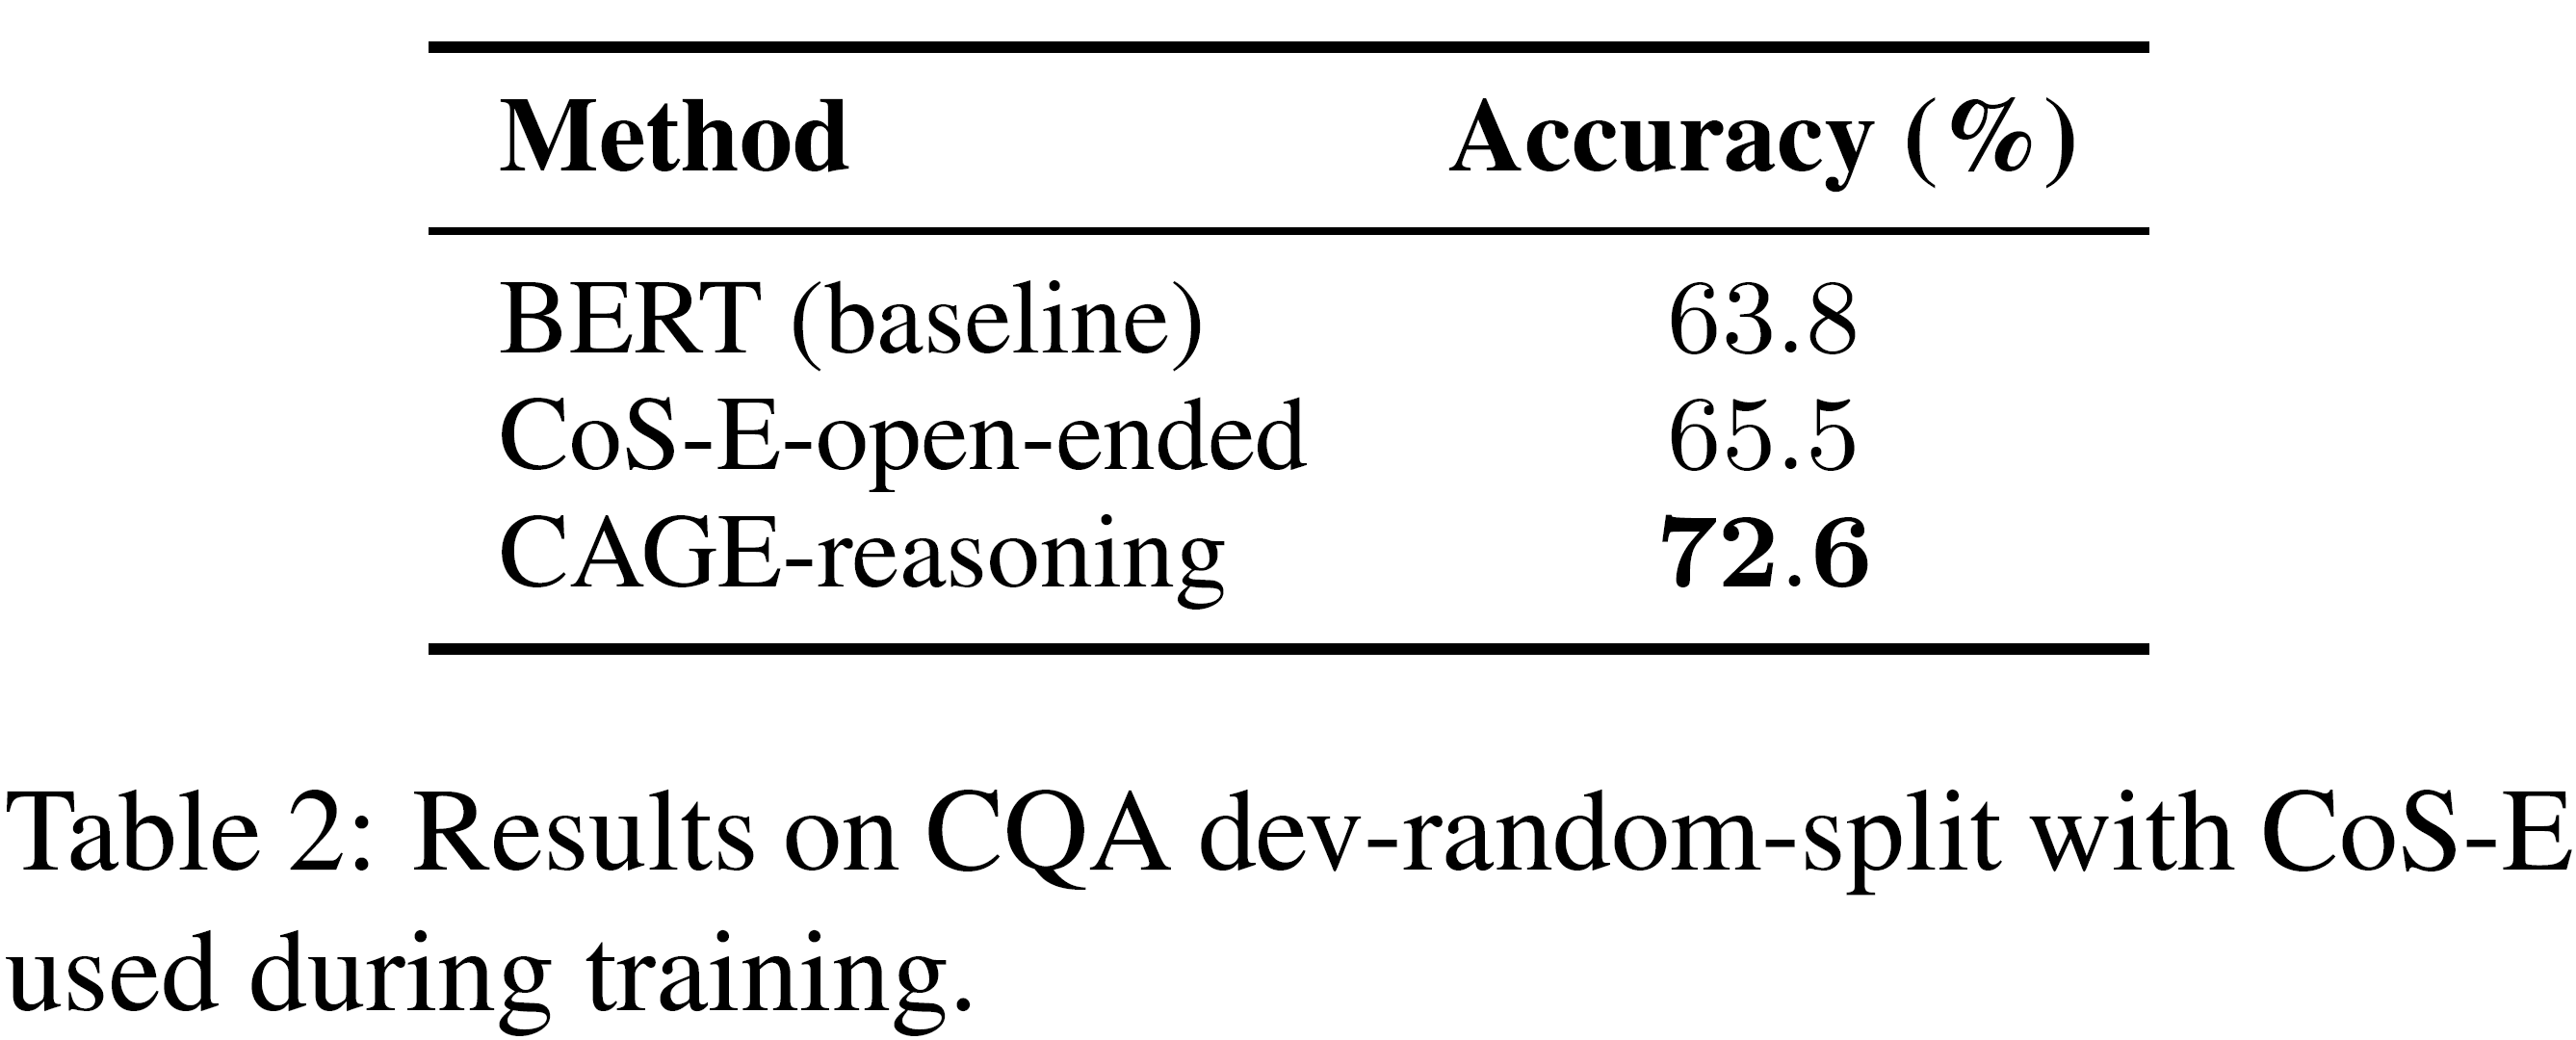 Method Accuracy (%)
BERT (baseline) 63.8
CoS-E-open-ended 65.5
CAGE-reasoning 72.6
Table 2: Results on CQA dev-random-split with CoS-E
used during training.